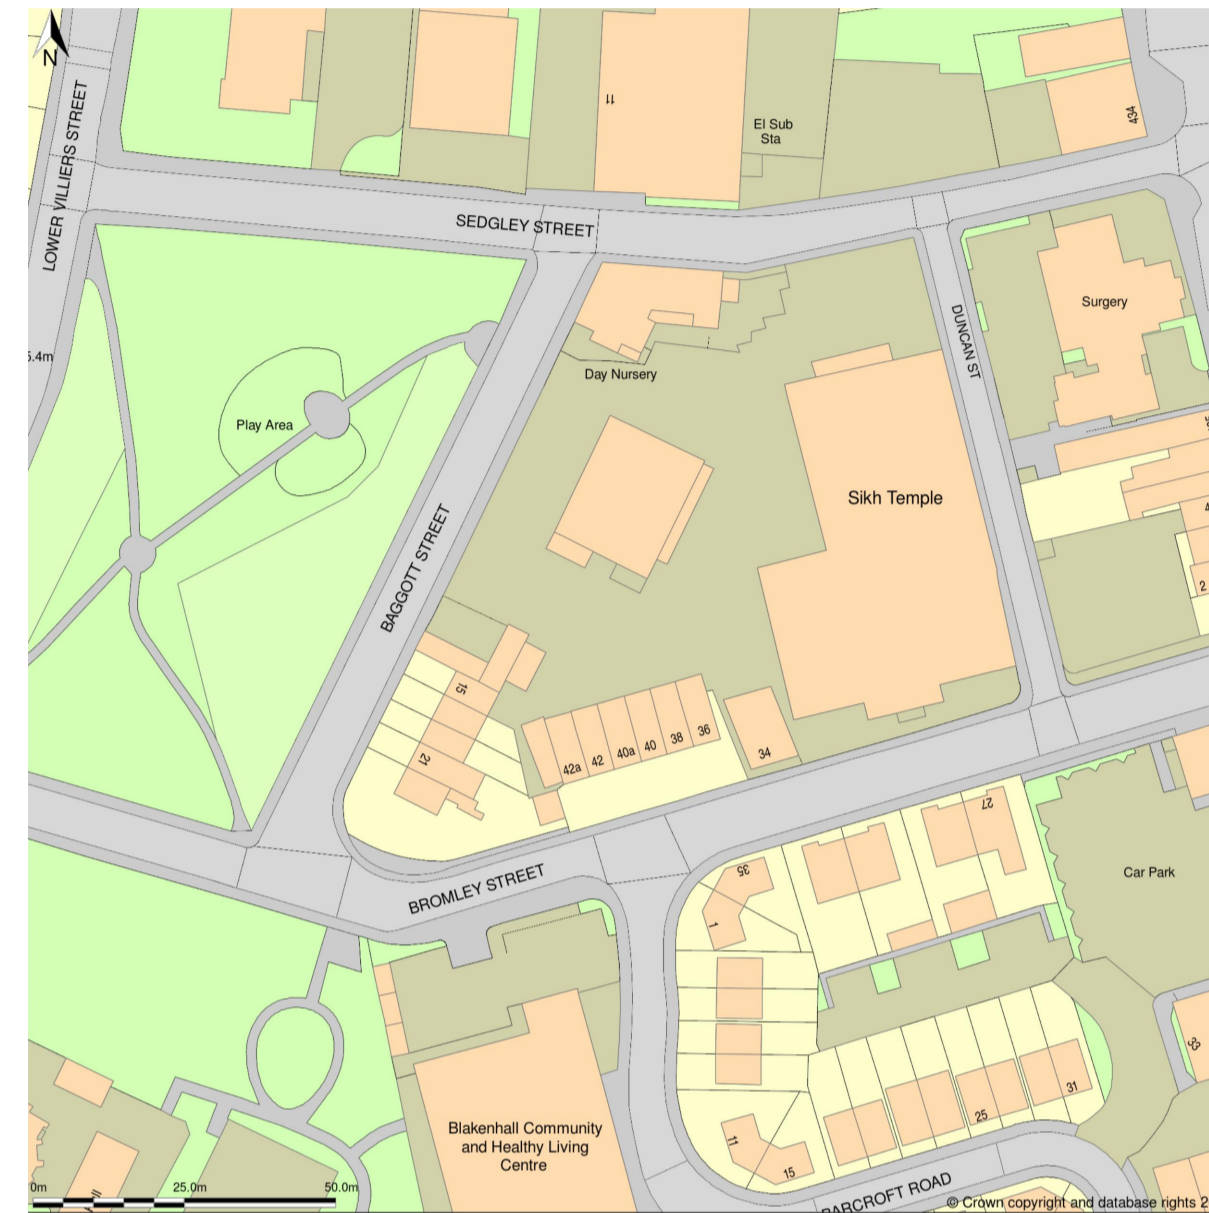 N
LOWER VILLIERS STREET
11
El Sub
Sta
434
SEDGLEY STREET
DUNCAN ST
Surgery
5.4m
Day Nursery
Play Area
Sikh Temple
BAGGOTT STREET
2
15
21
42a
42
40a
40
38
36
34
27
35
1
Car Park
BROMLEY STREET
33
31
25
Blakenhall Community
and Healthy Living
Centre
11
15
0m
25.0m
50.0m
BARCROFT ROAD
© Crown copyright and database rights 2